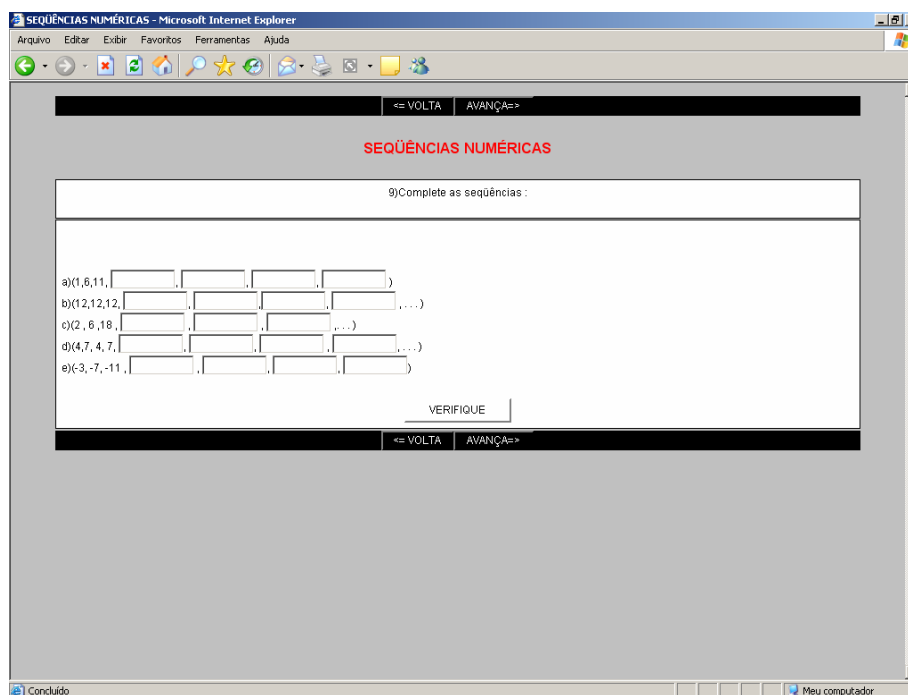 SEQÜÊNCIAS NUMÉRICAS - Microsoft Internet Explorer
Arquivo Editar Exibir Favoritos Ferramentas Ajuda
<= VOLTA AVANÇA=>
SEQÜÊNCIAS NUMÉRICAS
9)Complete as seqüências :
a)(1,6,11, , , , )
b)(12,12,12, , , , ,...)
c)(2 , 6 ,18 , , , ,...)
d)(4,7, 4, 7, , , , ,...)
e)(-3, -7, -11 , , , , )
VERIFIQUE
<= VOLTA AVANÇA=>
Concluído Meu computador